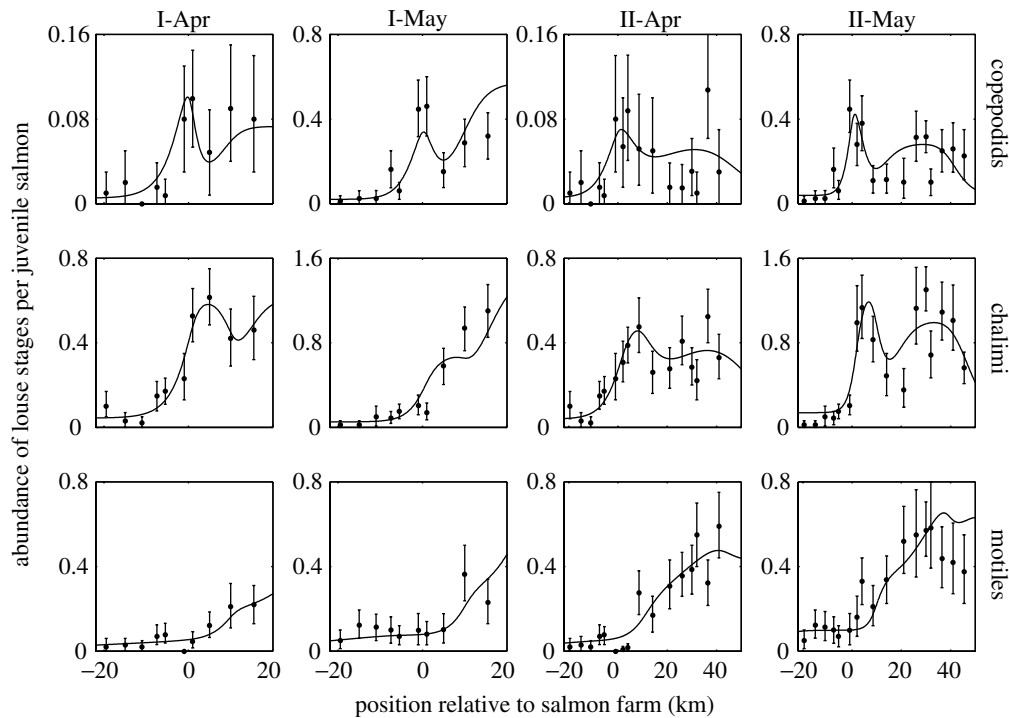 I-Apr I-May II-Apr II-May
0.16 0.8 0.16 0.8
0.08 0.4 0.08 0.4
0 0 0 0
copepodids
abundance of louse stages per juvenile salmon
0.8 1.6 0.8 1.6
0.4 0.8 0.4 0.8
0 0 0 0
chalimi
0.8 0.8 0.8 0.8
0.4 0.4 0.4 0.4
0 0 0 0
motiles
−20 0 20 −20 0 20 −20 0 20 40 −20 0 20 40
position relative to salmon farm (km)